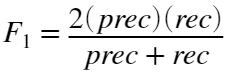 F₁ = 2(prec)(rec) / prec + rec